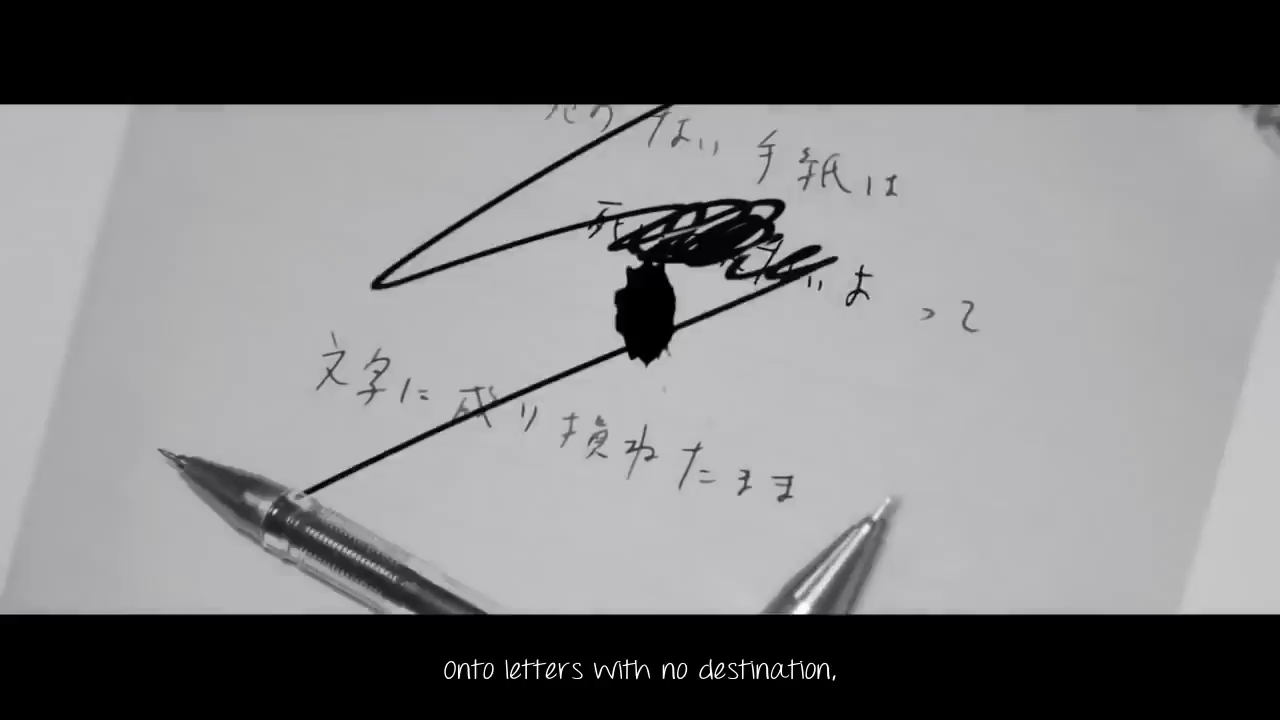 のない手紙は
よって
文字に成り損ねたまま
Onto letters with no destination,